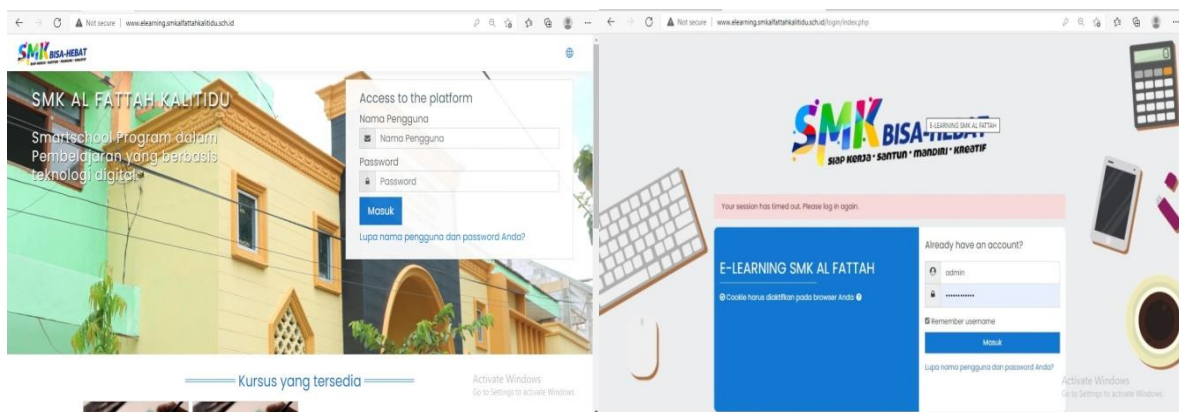 Not secure | www.elearning.smkalfattahkalitidu.sch.id
SMK BISA-HEBAT
SIAP KERJA • SANTUN • MANDIRI • KREATIF
SMK AL FATTAH KALITIDU
Smartschool Program dalam
Pembelajaran yang berbasis
teknologi digital.
Access to the platform
Nama Pengguna
Nama Pengguna
Password
Password
Masuk
Lupa nama pengguna dan password Anda?
Kursus yang tersedia
Activate Windows
Go to Settings to activate Windows.
Not secure | www.elearning.smkalfattahkalitidu.sch.id/login/index.php
SMK BISA-HEBAT
E-LEARNING SMK AL FATTAH
SIAP KERJA • SANTUN • MANDIRI • KREATIF
Your session has timed out. Please log in again.
E-LEARNING SMK AL FATTAH
Cookie harus diaktifkan pada browser Anda
Already have an account?
admin
••••••••••••
Remember username
Masuk
Lupa nama pengguna dan password Anda?
Activate Windows
Go to Settings to activate Windows.